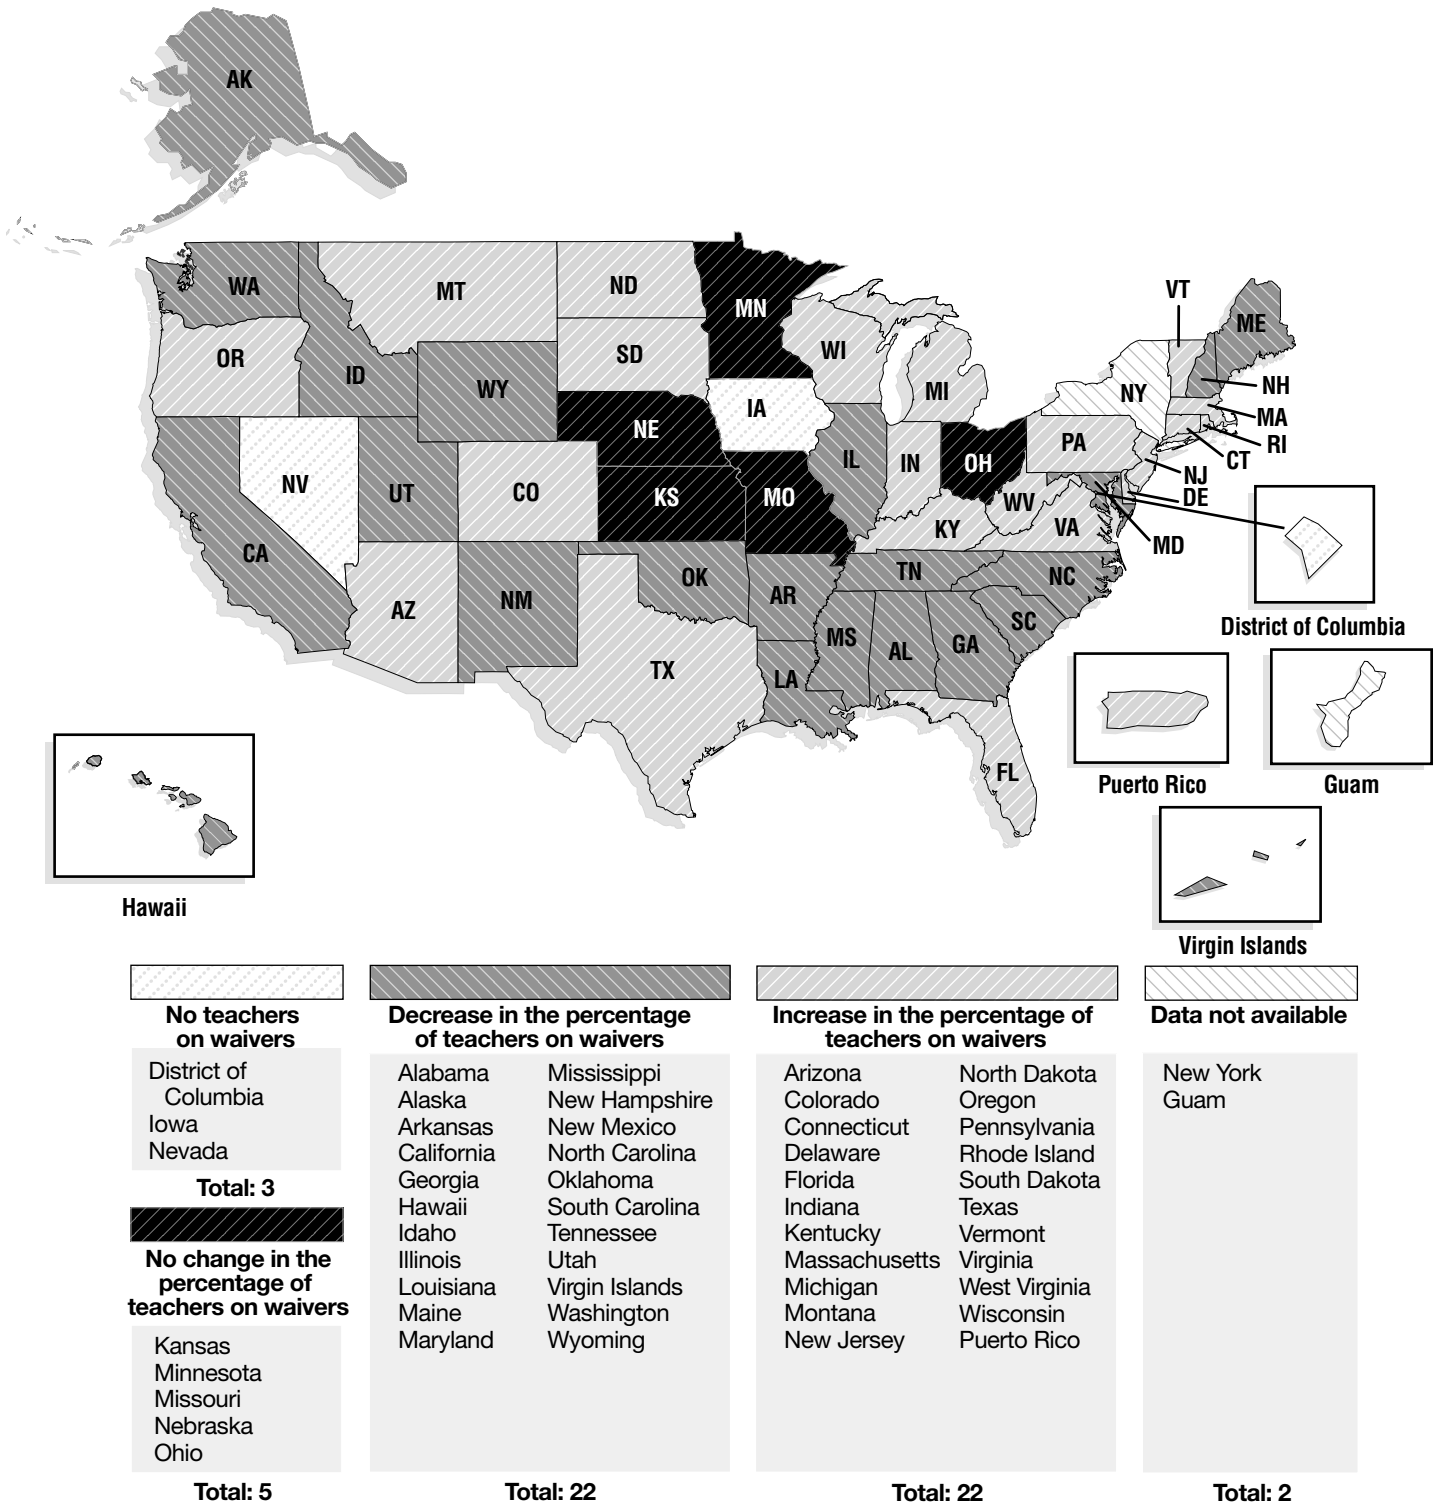 AK
WA
MT
ND
MN
VT
ME
OR
ID
WY
SD
WI
MI
NY
NH
MA
RI
CT
NJ
DE
MD
IA
NE
IL
IN
OH
PA
NV
UT
CO
KS
MO
WV
KY
VA
CA
AZ
NM
OK
AR
TN
NC
SC
MS
AL
GA
LA
TX
FL
District of Columbia
Puerto Rico
Guam
Hawaii
Virgin Islands
No teachers
on waivers
District of
Columbia
Iowa
Nevada
Total: 3
No change in the
percentage of
teachers on waivers
Kansas
Minnesota
Missouri
Nebraska
Ohio
Total: 5
Decrease in the percentage
of teachers on waivers
Alabama
Alaska
Arkansas
California
Georgia
Hawaii
Idaho
Illinois
Louisiana
Maine
Maryland
Mississippi
New Hampshire
New Mexico
North Carolina
Oklahoma
South Carolina
Tennessee
Utah
Virgin Islands
Washington
Wyoming
Total: 22
Increase in the percentage of
teachers on waivers
Arizona
Colorado
Connecticut
Delaware
Florida
Indiana
Kentucky
Massachusetts
Michigan
Montana
New Jersey
North Dakota
Oregon
Pennsylvania
Rhode Island
South Dakota
Texas
Vermont
Virginia
West Virginia
Wisconsin
Puerto Rico
Total: 22
Data not available
New York
Guam
Total: 2